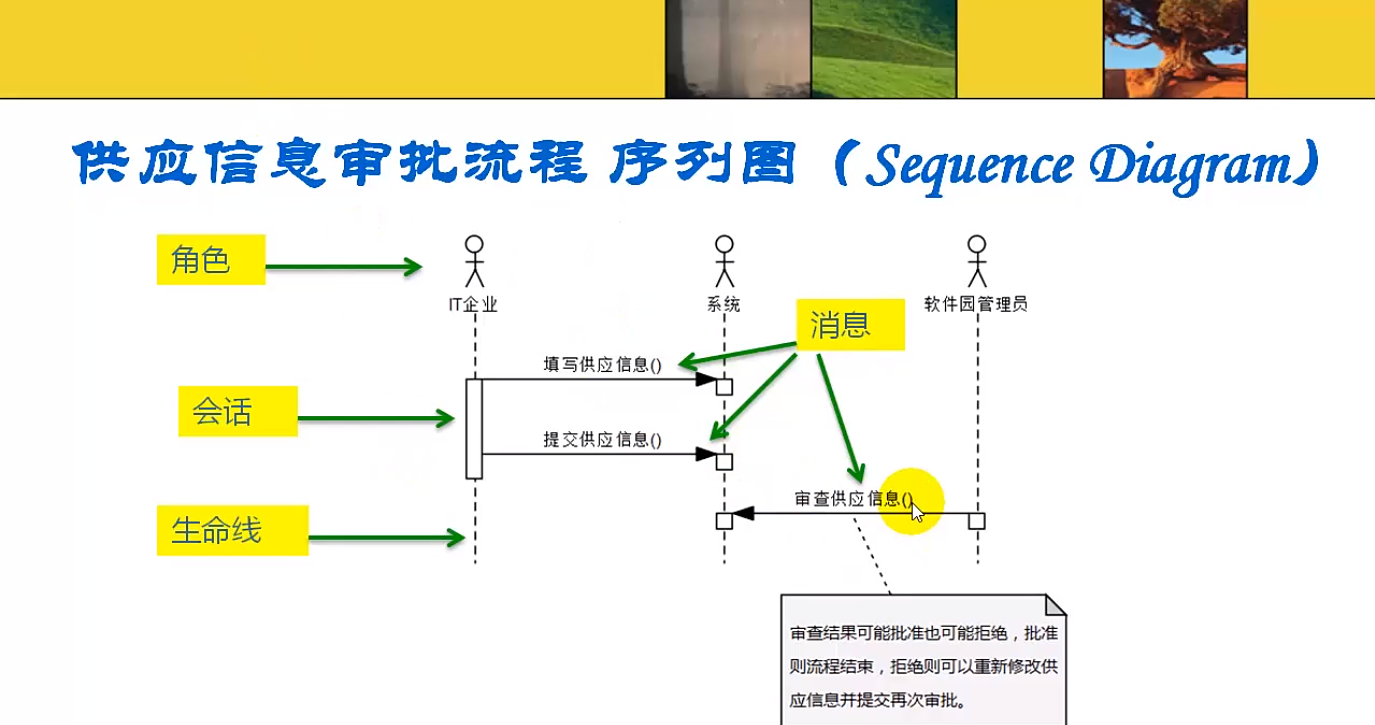 供应信息审批流程 序列图（Sequence Diagram）
角色
IT企业
系统
软件园管理员
消息
填写供应信息()
会话
提交供应信息()
审查供应信息()
生命线
审查结果可能批准也可能拒绝，批准
则流程结束，拒绝则可以重新修改供
应信息并提交再次审批。